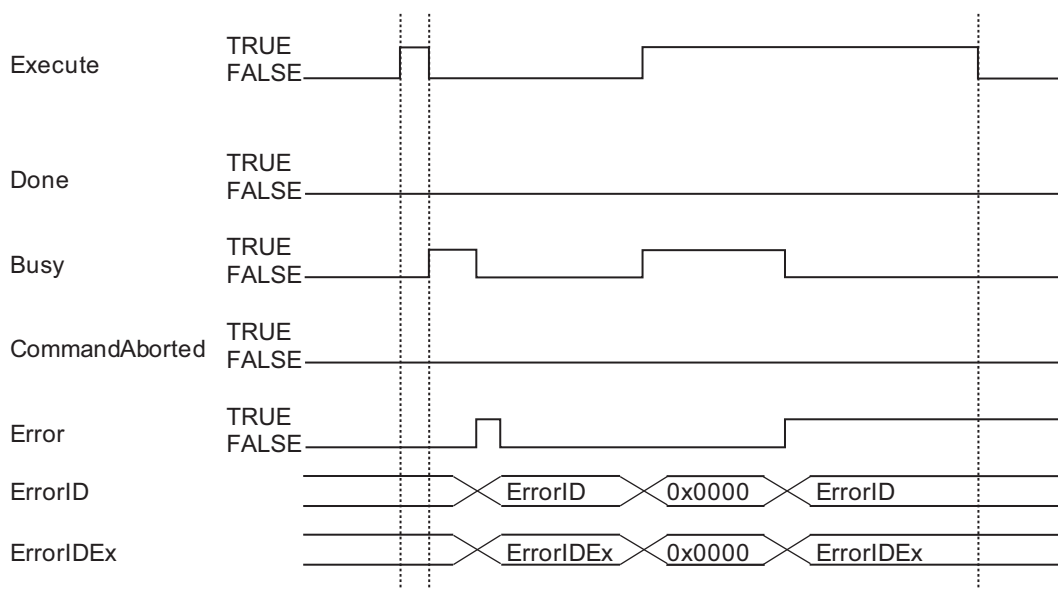 Execute TRUE
FALSE
Done TRUE
FALSE
Busy TRUE
FALSE
CommandAborted TRUE
FALSE
Error TRUE
FALSE
ErrorID ErrorID 0x0000 ErrorID
ErrorIDEx ErrorIDEx 0x0000 ErrorIDEx